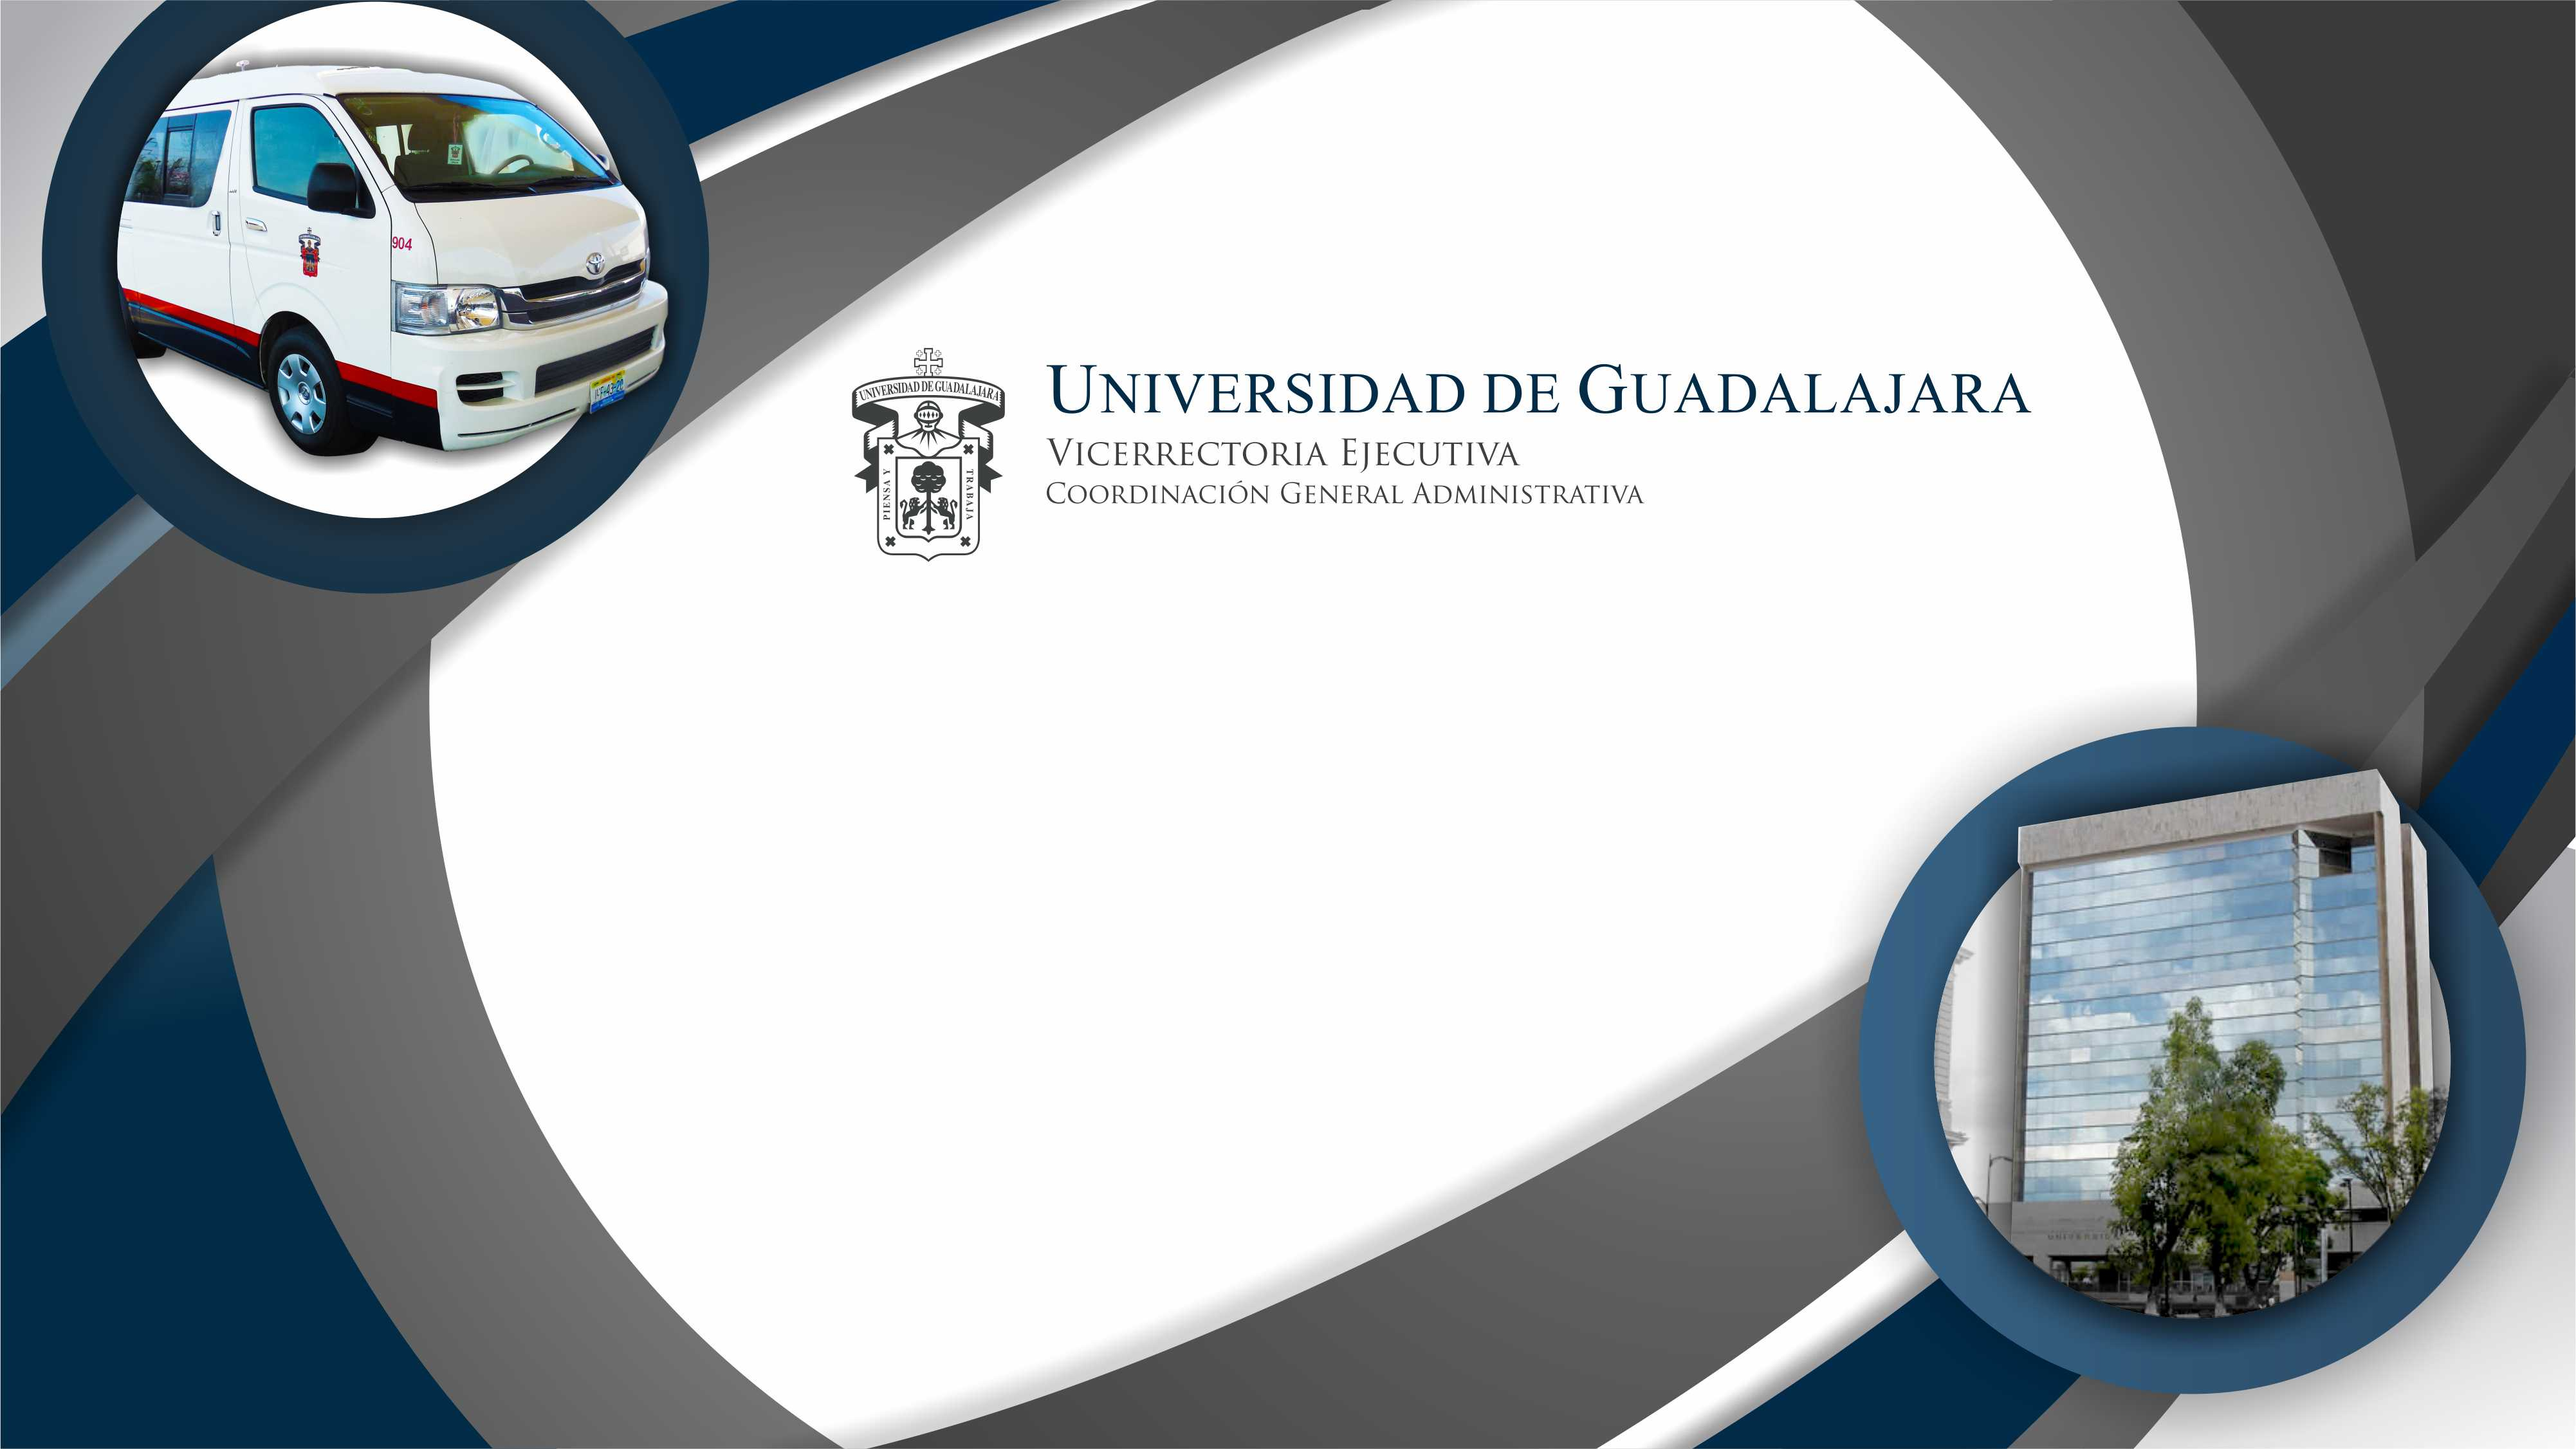 904
UNIVERSIDAD DE GUADALAJARA
PIENSA Y
TRABAJA
UNIVERSIDAD DE GUADALAJARA
VICERRECTORIA EJECUTIVA
COORDINACIÓN GENERAL ADMINISTRATIVA